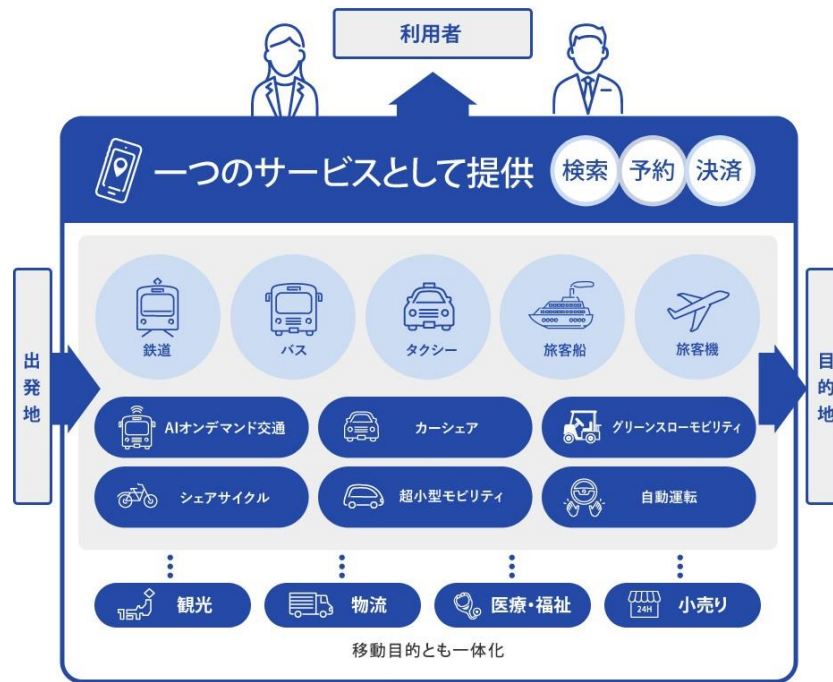 利用者
一つのサービスとして提供 検索 予約 決済
出発地
鉄道 バス タクシー 旅客船 旅客機
目的地
AIオンデマンド交通 カーシェア グリーンスローモビリティ
シェアサイクル 超小型モビリティ 自動運転
観光 物流 医療・福祉 24H 小売り
移動目的とも一体化